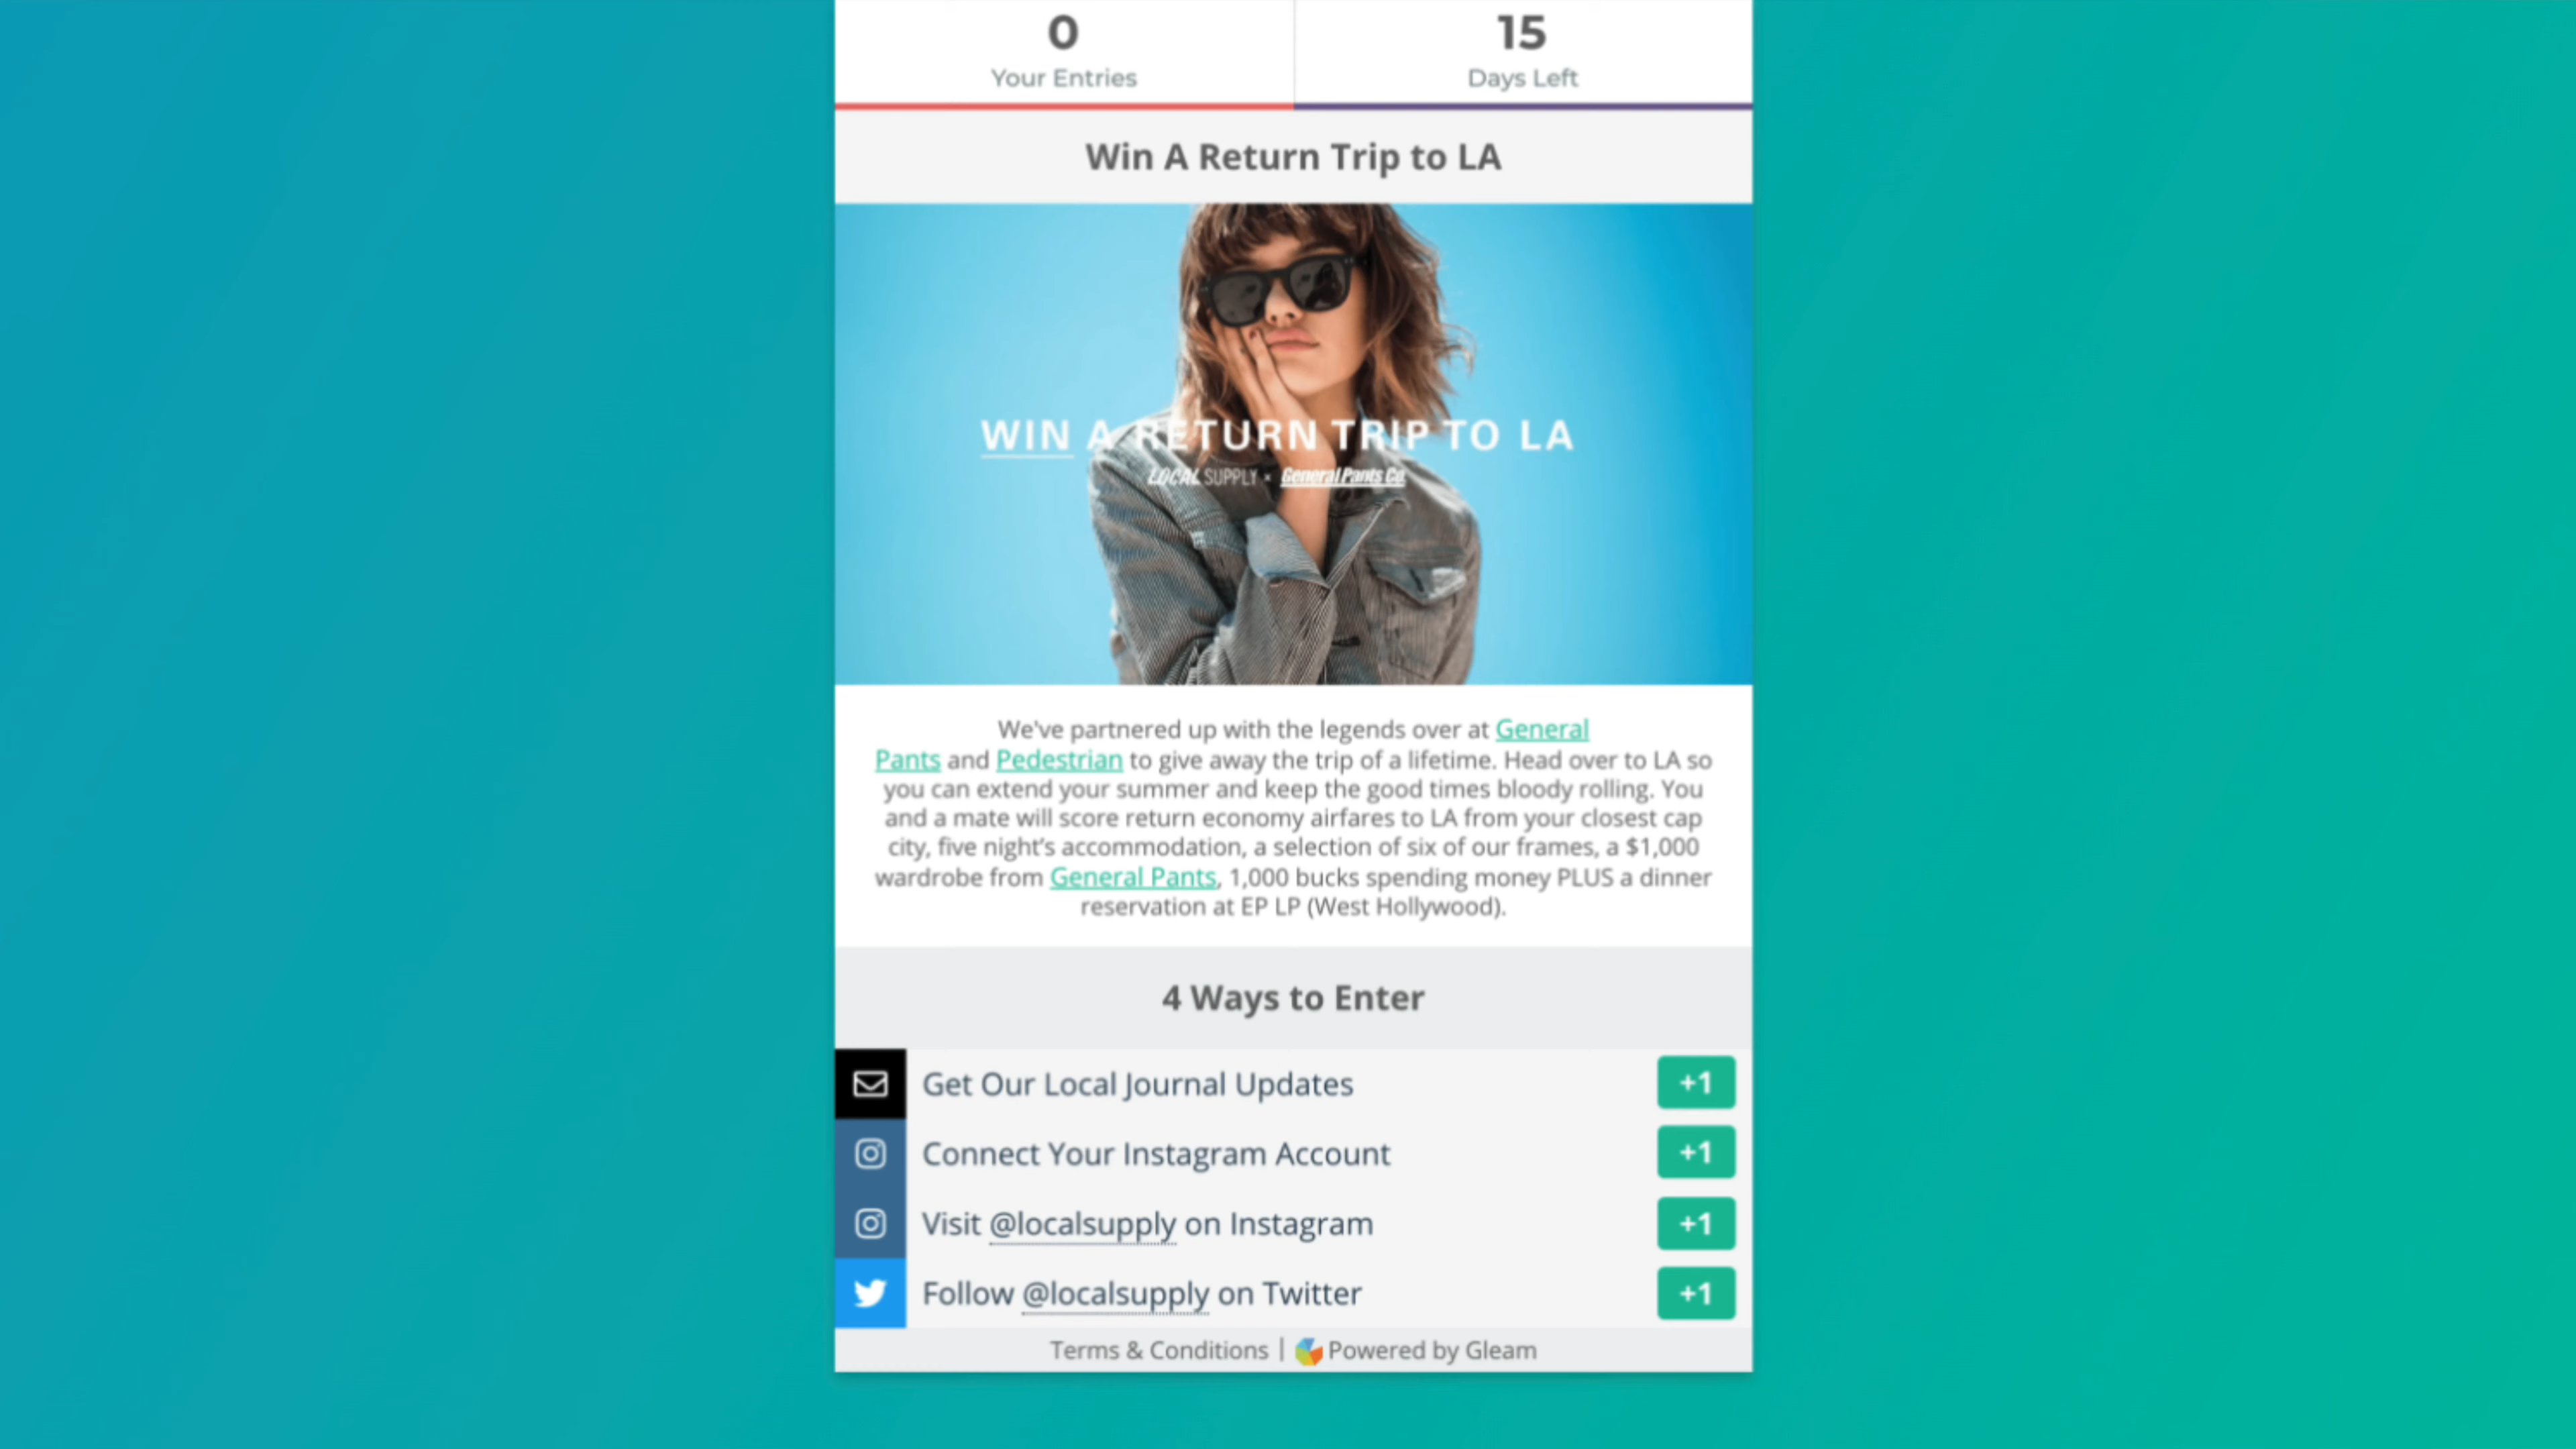 0
Your Entries
15
Days Left
Win A Return Trip to LA
WIN A RETURN TRIP TO LA
LOCAL SUPPLY × General Pants Co
We've partnered up with the legends over at General
Pants and Pedestrian to give away the trip of a lifetime. Head over to LA so
you can extend your summer and keep the good times bloody rolling. You
and a mate will score return economy airfares to LA from your closest cap
city, five night's accommodation, a selection of six of our frames, a $1,000
wardrobe from General Pants, 1,000 bucks spending money PLUS a dinner
reservation at EP LP (West Hollywood).
4 Ways to Enter
Get Our Local Journal Updates
+1
Connect Your Instagram Account
+1
Visit @localsupply on Instagram
+1
Follow @localsupply on Twitter
+1
Terms & Conditions | Powered by Gleam